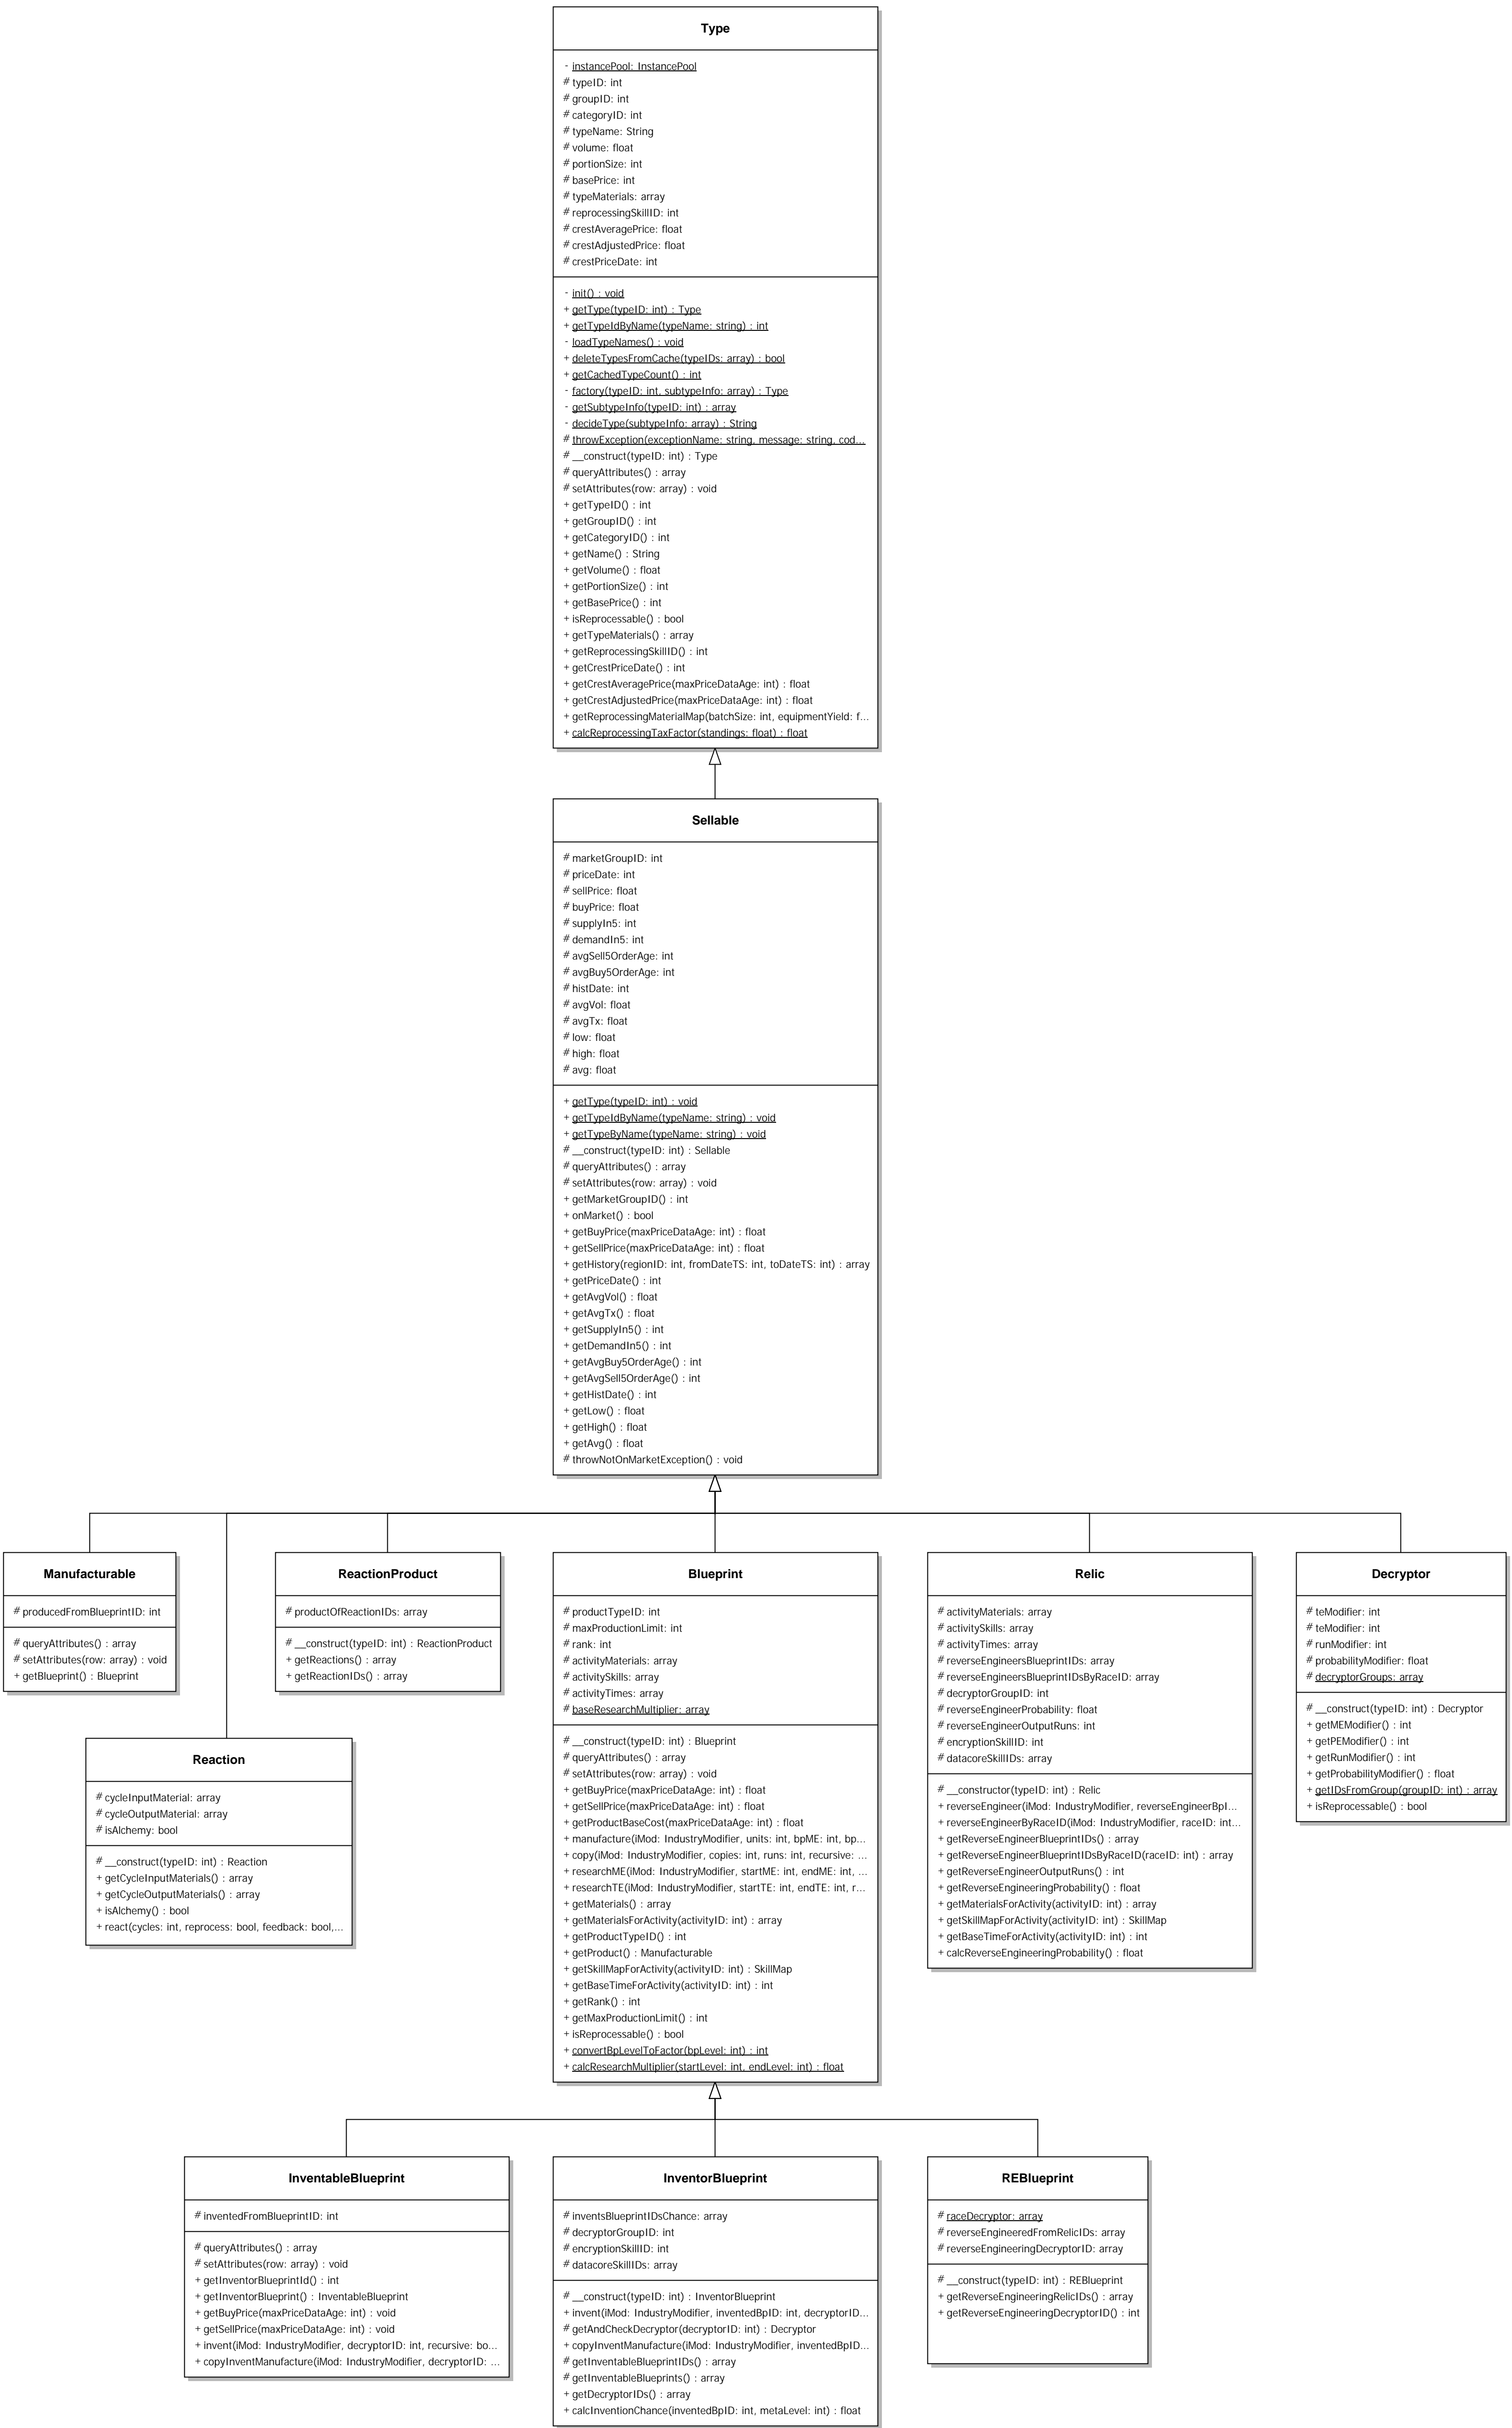 Type
- instancePool: InstancePool
# typeID: int
# groupID: int
# categoryID: int
# typeName: String
# volume: float
# portionSize: int
# basePrice: int
# typeMaterials: array
# reprocessingSkillID: int
# crestAveragePrice: float
# crestAdjustedPrice: float
# crestPriceDate: int
- init() : void
+ getType(typeID: int) : Type
+ getTypeIdByName(typeName: string) : int
- loadTypeNames() : void
+ deleteTypesFromCache(typeIDs: array) : bool
+ getCachedTypeCount() : int
- factory(typeID: int, subtypeInfo: array) : Type
- getSubtypeInfo(typeID: int) : array
- decideType(subtypeInfo: array) : String
# throwException(exceptionName: string, message: string, cod...
# __construct(typeID: int) : Type
# queryAttributes() : array
# setAttributes(row: array) : void
+ getTypeID() : int
+ getGroupID() : int
+ getCategoryID() : int
+ getName() : String
+ getVolume() : float
+ getPortionSize() : int
+ getBasePrice() : int
+ isReprocessable() : bool
+ getTypeMaterials() : array
+ getReprocessingSkillID() : int
+ getCrestPriceDate() : int
+ getCrestAveragePrice(maxPriceDataAge: int) : float
+ getCrestAdjustedPrice(maxPriceDataAge: int) : float
+ getReprocessingMaterialMap(batchSize: int, equipmentYield: f...
+ calcReprocessingTaxFactor(standings: float) : float
Sellable
# marketGroupID: int
# priceDate: int
# sellPrice: float
# buyPrice: float
# supplyIn5: int
# demandIn5: int
# avgSell5OrderAge: int
# avgBuy5OrderAge: int
# histDate: int
# avgVol: float
# avgTx: float
# low: float
# high: float
# avg: float
+ getType(typeID: int) : void
+ getTypeIdByName(typeName: string) : void
+ getTypeByName(typeName: string) : void
# __construct(typeID: int) : Sellable
# queryAttributes() : array
# setAttributes(row: array) : void
+ getMarketGroupID() : int
+ onMarket() : bool
+ getBuyPrice(maxPriceDataAge: int) : float
+ getSellPrice(maxPriceDataAge: int) : float
+ getHistory(regionID: int, fromDateTS: int, toDateTS: int) : array
+ getPriceDate() : int
+ getAvgVol() : float
+ getAvgTx() : float
+ getSupplyIn5() : int
+ getDemandIn5() : int
+ getAvgBuy5OrderAge() : int
+ getAvgSell5OrderAge() : int
+ getHistDate() : int
+ getLow() : float
+ getHigh() : float
+ getAvg() : float
# throwNotOnMarketException() : void
Manufacturable
# producedFromBlueprintID: int
# queryAttributes() : array
# setAttributes(row: array) : void
+ getBlueprint() : Blueprint
Reaction
# cycleInputMaterial: array
# cycleOutputMaterial: array
# isAlchemy: bool
# __construct(typeID: int) : Reaction
+ getCycleInputMaterials() : array
+ getCycleOutputMaterials() : array
+ isAlchemy() : bool
+ react(cycles: int, reprocess: bool, feedback: bool,...
ReactionProduct
# productOfReactionIDs: array
# __construct(typeID: int) : ReactionProduct
+ getReactions() : array
+ getReactionIDs() : array
Blueprint
# productTypeID: int
# maxProductionLimit: int
# rank: int
# activityMaterials: array
# activitySkills: array
# activityTimes: array
# baseResearchMultiplier: array
# __construct(typeID: int) : Blueprint
# queryAttributes() : array
# setAttributes(row: array) : void
+ getBuyPrice(maxPriceDataAge: int) : float
+ getSellPrice(maxPriceDataAge: int) : float
+ getProductBaseCost(maxPriceDataAge: int) : float
+ manufacture(iMod: IndustryModifier, units: int, bpME: int, bp...
+ copy(iMod: IndustryModifier, copies: int, runs: int, recursive: ...
+ researchME(iMod: IndustryModifier, startME: int, endME: int, ...
+ researchTE(iMod: IndustryModifier, startTE: int, endTE: int, r...
+ getMaterials() : array
+ getMaterialsForActivity(activityID: int) : array
+ getProductTypeID() : int
+ getProduct() : Manufacturable
+ getSkillMapForActivity(activityID: int) : SkillMap
+ getBaseTimeForActivity(activityID: int) : int
+ getRank() : int
+ getMaxProductionLimit() : int
+ isReprocessable() : bool
+ convertBpLevelToFactor(bpLevel: int) : int
+ calcResearchMultiplier(startLevel: int, endLevel: int) : float
Relic
# activityMaterials: array
# activitySkills: array
# activityTimes: array
# reverseEngineersBlueprintIDs: array
# reverseEngineersBlueprintIDsByRaceID: array
# decryptorGroupID: int
# reverseEngineerProbability: float
# reverseEngineerOutputRuns: int
# encryptionSkillID: int
# datacoreSkillIDs: array
# __constructor(typeID: int) : Relic
+ reverseEngineer(iMod: IndustryModifier, reverseEngineerBpI...
+ reverseEngineerByRaceID(iMod: IndustryModifier, raceID: int...
+ getReverseEngineerBlueprintIDs() : array
+ getReverseEngineerBlueprintIDsByRaceID(raceID: int) : array
+ getReverseEngineerOutputRuns() : int
+ getReverseEngineeringProbability() : float
+ getMaterialsForActivity(activityID: int) : array
+ getSkillMapForActivity(activityID: int) : SkillMap
+ getBaseTimeForActivity(activityID: int) : int
+ calcReverseEngineeringProbability() : float
Decryptor
# teModifier: int
# teModifier: int
# runModifier: int
# probabilityModifier: float
# decryptorGroups: array
# __construct(typeID: int) : Decryptor
+ getMEModifier() : int
+ getPEModifier() : int
+ getRunModifier() : int
+ getProbabilityModifier() : float
+ getIDsFromGroup(groupID: int) : array
+ isReprocessable() : bool
InventableBlueprint
# inventedFromBlueprintID: int
# queryAttributes() : array
# setAttributes(row: array) : void
+ getInventorBlueprintId() : int
+ getInventorBlueprint() : InventableBlueprint
+ getBuyPrice(maxPriceDataAge: int) : void
+ getSellPrice(maxPriceDataAge: int) : void
+ invent(iMod: IndustryModifier, decryptorID: int, recursive: bo...
+ copyInventManufacture(iMod: IndustryModifier, decryptorID: ...
InventorBlueprint
# inventsBlueprintIDsChance: array
# decryptorGroupID: int
# encryptionSkillID: int
# datacoreSkillIDs: array
# __construct(typeID: int) : InventorBlueprint
+ invent(iMod: IndustryModifier, inventedBpID: int, decryptorID...
# getAndCheckDecryptor(decryptorID: int) : Decryptor
+ copyInventManufacture(iMod: IndustryModifier, inventedBpID...
# getInventableBlueprintIDs() : array
# getInventableBlueprints() : array
+ getDecryptorIDs() : array
+ calcInventionChance(inventedBpID: int, metaLevel: int) : float
REBlueprint
# raceDecryptor: array
# reverseEngineeredFromRelicIDs: array
# reverseEngineeringDecryptorID: array
# __construct(typeID: int) : REBlueprint
+ getReverseEngineeringRelicIDs() : array
+ getReverseEngineeringDecryptorID() : int